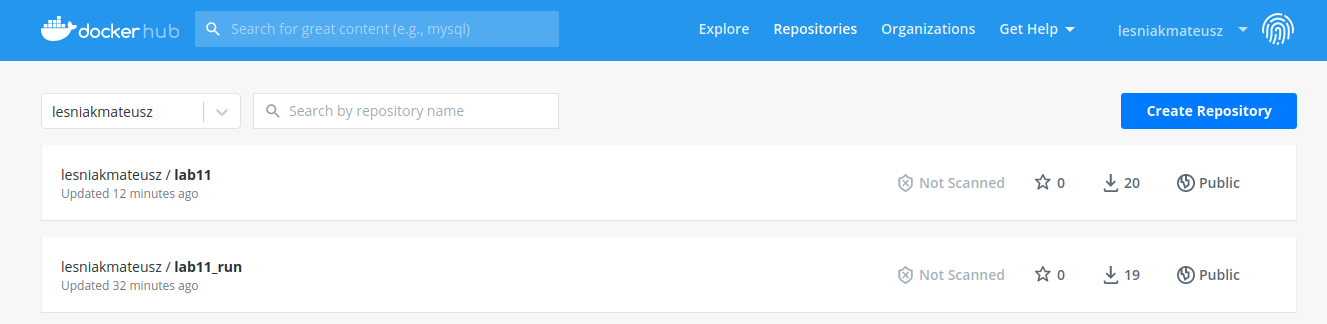 dockerhub Search for great content (e.g., mysql) Explore Repositories Organizations Get Help lesniakmateusz
lesniakmateusz Search by repository name Create Repository
lesniakmateusz / lab11
Updated 12 minutes ago
Not Scanned 0 20 Public
lesniakmateusz / lab11_run
Updated 32 minutes ago
Not Scanned 0 19 Public